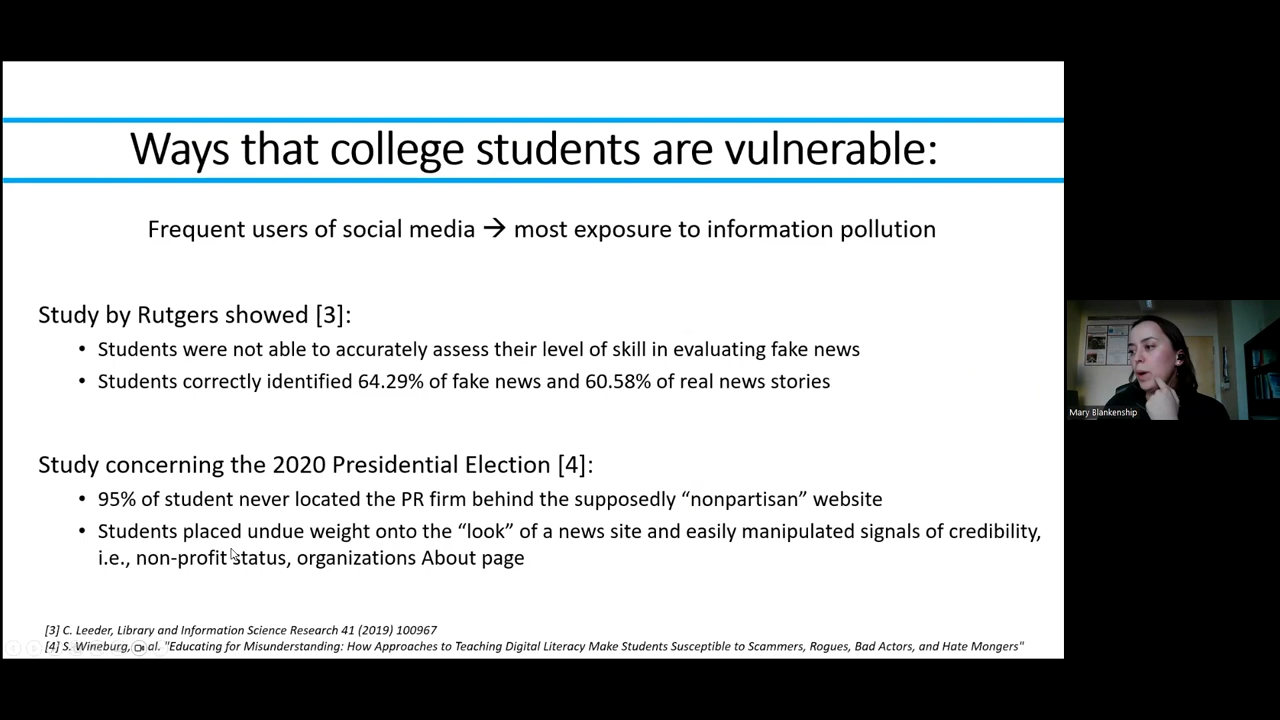 Ways that college students are vulnerable:
Frequent users of social media → most exposure to information pollution
Study by Rutgers showed [3]:
• Students were not able to accurately assess their level of skill in evaluating fake news
• Students correctly identified 64.29% of fake news and 60.58% of real news stories
Study concerning the 2020 Presidential Election [4]:
• 95% of student never located the PR firm behind the supposedly “nonpartisan” website
• Students placed undue weight onto the “look” of a news site and easily manipulated signals of credibility,
i.e., non-profit status, organizations About page
[3] C. Leeder, Library and Information Science Research 41 (2019) 100967
[4] S. Wineburg, al. "Educating for Misunderstanding: How Approaches to Teaching Digital Literacy Make Students Susceptible to Scammers, Rogues, Bad Actors, and Hate Mongers"
Mary Blankenship